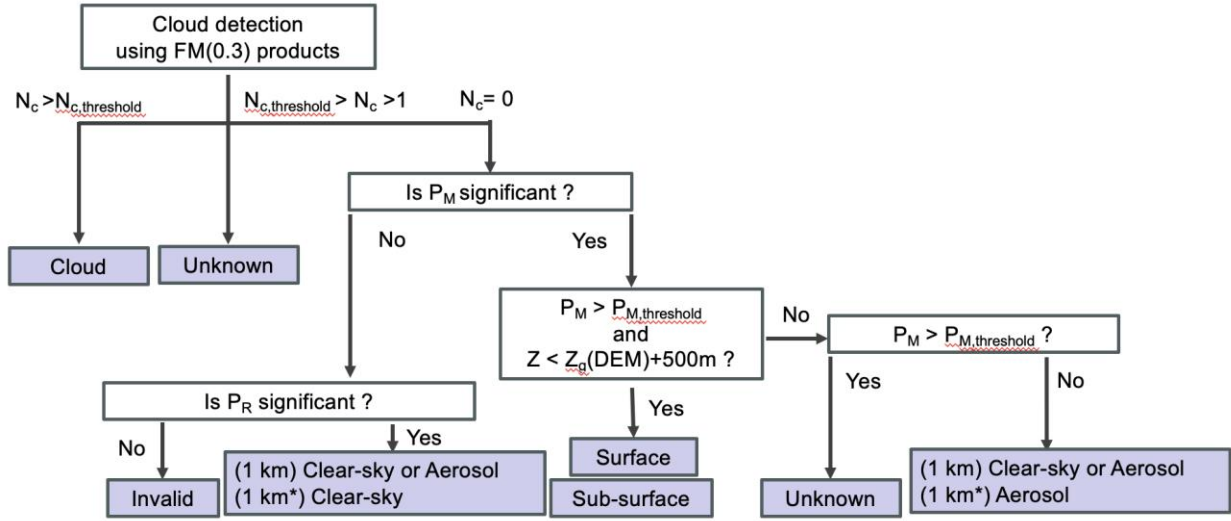 Cloud detection
using FM(0.3) products
N_c >N_c,threshold
N_c,threshold > N_c >1
N_c= 0
Is P_M significant ?
No
Yes
Cloud
Unknown
P_M > P_M,threshold
and
Z < Z_g(DEM)+500m ?
No
P_M > P_M,threshold ?
Yes
No
Is P_R significant ?
Yes
No
Yes
(1 km) Clear-sky or Aerosol
(1 km*) Clear-sky
Invalid
Surface
Sub-surface
Unknown
(1 km) Clear-sky or Aerosol
(1 km*) Aerosol